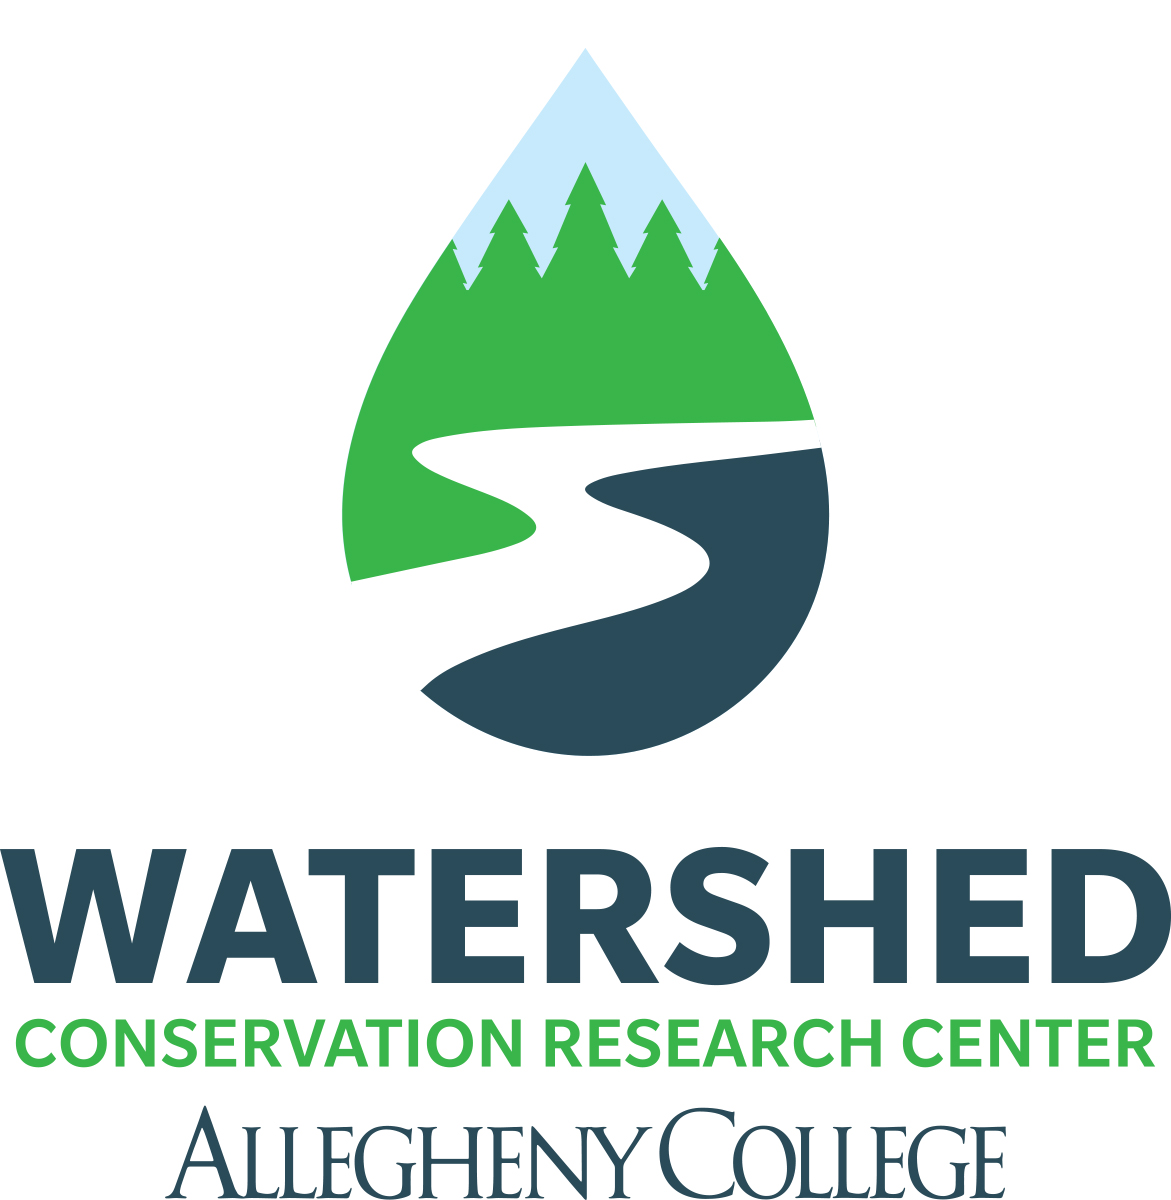 WATERSHED
CONSERVATION RESEARCH CENTER
ALLEGHENY COLLEGE